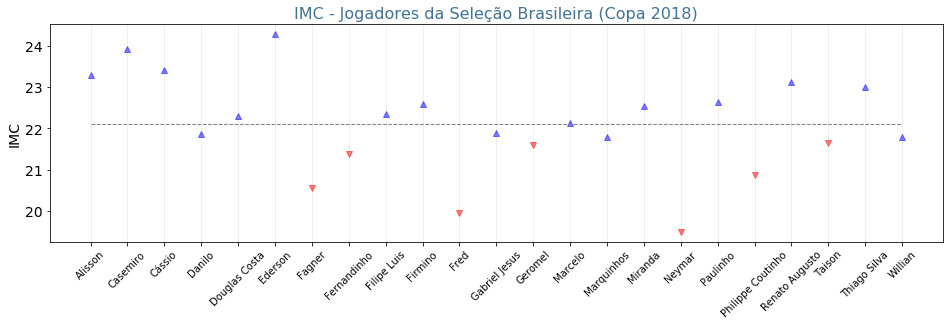 IMC - Jogadores da Seleção Brasileira (Copa 2018)
IMC
24
23
22
21
20
Alisson
Casemiro
Cássio
Danilo
Douglas Costa
Ederson
Fagner
Fernandinho
Filipe Luis
Firmino
Fred
Gabriel Jesus
Geromel
Marcelo
Marquinhos
Miranda
Neymar
Paulinho
Philippe Coutinho
Renato Augusto
Taison
Thiago Silva
Willian